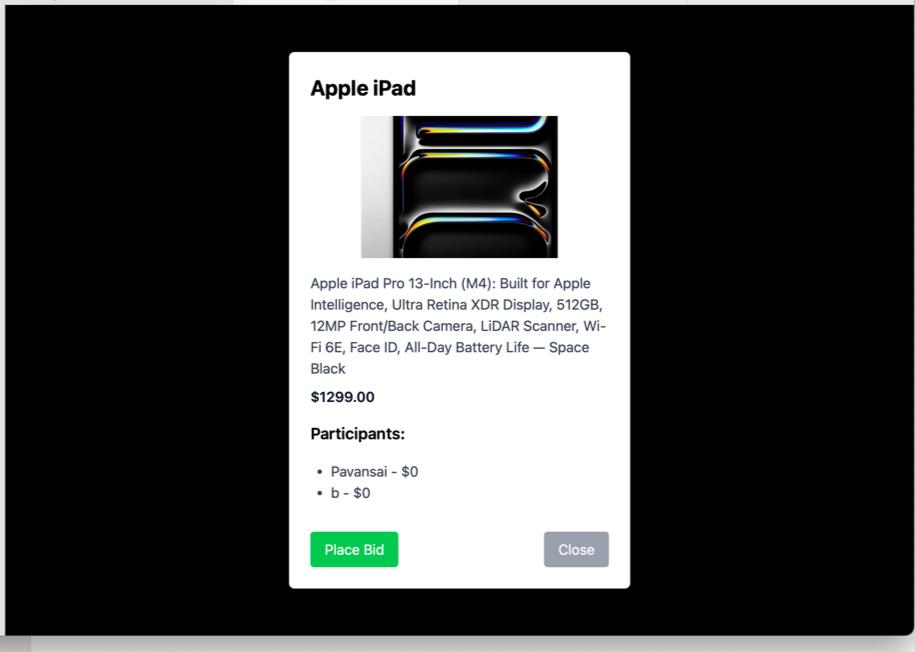 Apple iPad
Apple iPad Pro 13-Inch (M4): Built for Apple
Intelligence, Ultra Retina XDR Display, 512GB,
12MP Front/Back Camera, LiDAR Scanner, Wi-
Fi 6E, Face ID, All-Day Battery Life — Space
Black
$1299.00
Participants:
• Pavansai - $0
• b - $0
Place Bid
Close